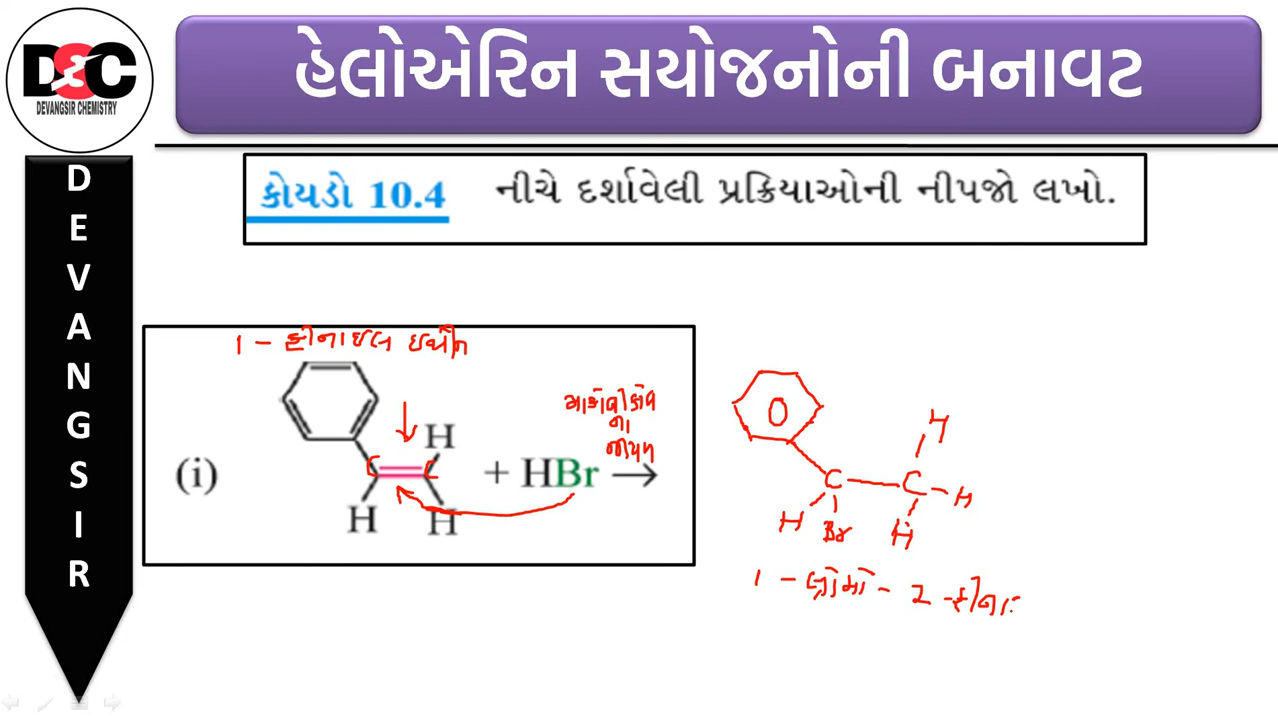 DSC
DEVANGSIR CHEMISTRY
હેલોએરિન સયોજનોની બનાવટ
D
E
V
A
N
G
S
I
R
કોયડો 10.4 નીચે દર્શાવેલી પ્રક્રિયાઓની નીપજો લખો.
1 - ફીનાઇલ ઇથીન
માર્કોવનીકોવ
ના
નિયમ
(i) C C H H H + HBr →
C C H H H H Br
1 - બ્રોમો - 2 - ફીના